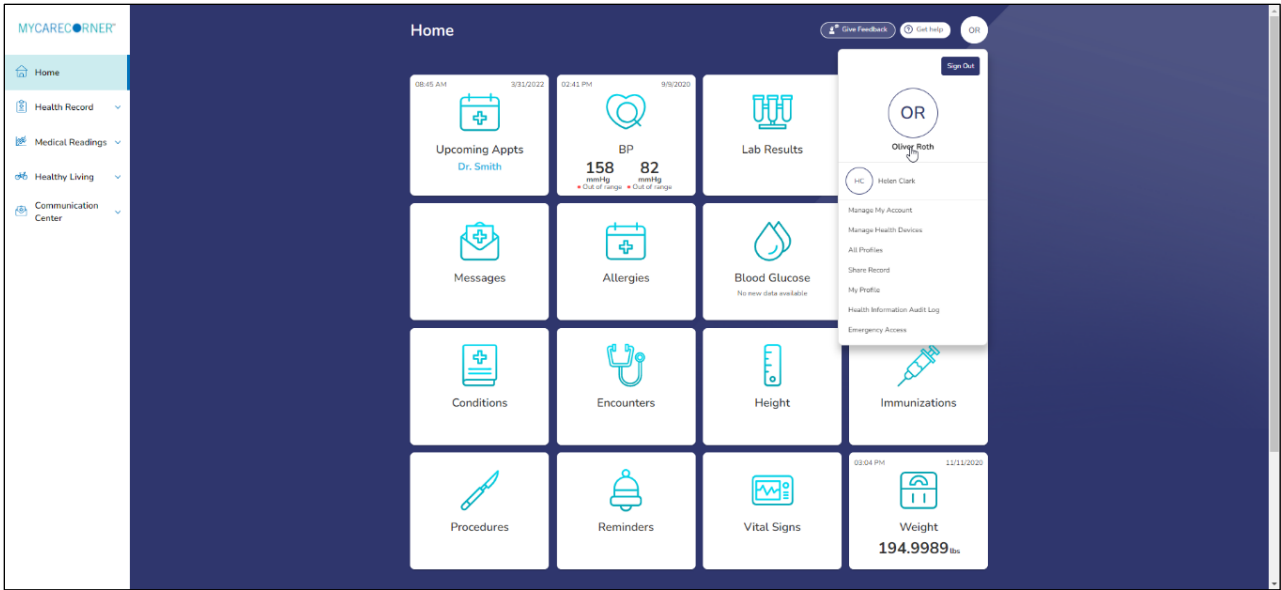 MYCARECORNER
Home
Health Record
Medical Readings
Healthy Living
Communication
Center
Home
Give Feedback
Get help
OR
Sign Out
OR
Oliver Roth
HC Helen Clark
Manage My Account
Manage Health Devices
All Profiles
Share Record
My Profile
Health Information Audit Log
Emergency Access
08:45 AM 3/31/2022
Upcoming Appts
Dr. Smith
02:41 PM 9/9/2020
BP
158 82
mmHg mmHg
Out of range Out of range
Lab Results
Messages
Allergies
Blood Glucose
No new data available
Conditions
Encounters
Height
Immunizations
Procedures
Reminders
Vital Signs
03:04 PM 11/11/2020
Weight
194.9989 lbs